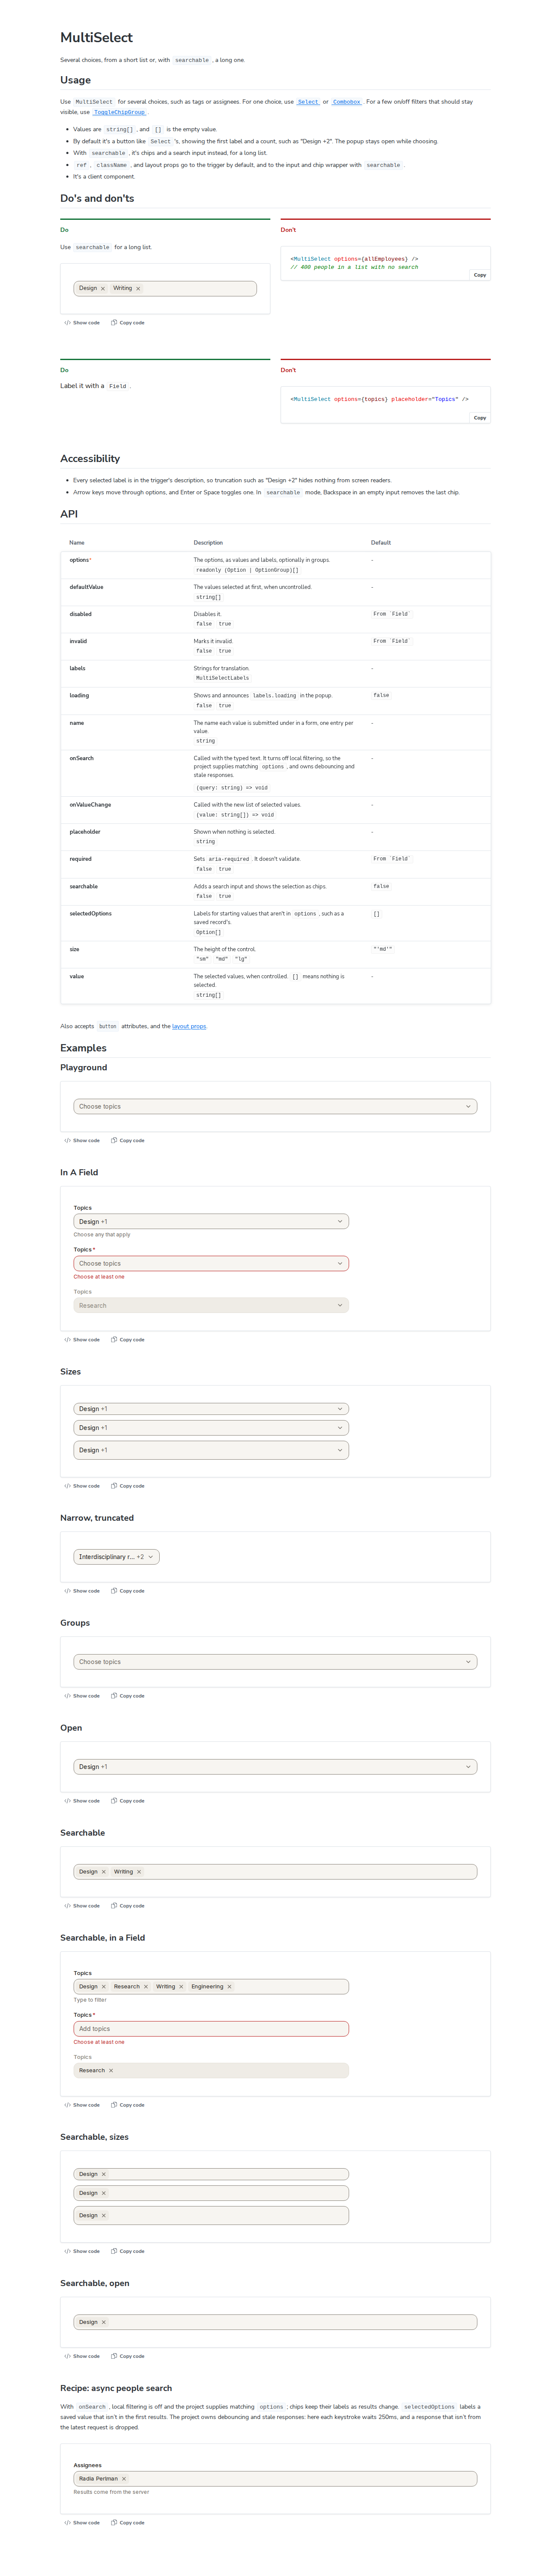 MultiSelect
Several choices, from a short list or, with searchable, a long one.
Usage
Use MultiSelect for several choices, such as tags or assignees. For one choice, use Select or Combobox. For a few on/off filters that should stay
visible, use ToggleChipGroup.
Values are string[], and [] is the empty value.
By default it's a button like Select's, showing the first label and a count, such as "Design +2". The popup stays open while choosing.
With searchable, it's chips and a search input instead, for a long list.
ref, className, and layout props go to the trigger by default, and to the input and chip wrapper with searchable.
It's a client component.
Do's and don'ts
Do
Use searchable for a long list.
Design
Writing
Show code
Copy code
Don't
<MultiSelect options={allEmployees} />
// 400 people in a list with no search
Copy
Do
Label it with a Field.
Don't
<MultiSelect options={topics} placeholder="Topics" />
Copy
Accessibility
Every selected label is in the trigger's description, so truncation such as "Design +2" hides nothing from screen readers.
Arrow keys move through options, and Enter or Space toggles one. In searchable mode, Backspace in an empty input removes the last chip.
API
Name Description Default
options* The options, as values and labels, optionally in groups. -
readonly (Option | OptionGroup)[]
defaultValue The values selected at first, when uncontrolled. -
string[]
disabled Disables it. From `Field`
false true
invalid Marks it invalid. From `Field`
false true
labels Strings for translation. -
MultiSelectLabels
loading Shows and announces labels.loading in the popup. false
false true
name The name each value is submitted under in a form, one entry per -
value.
string
onSearch Called with the typed text. It turns off local filtering, so the -
project supplies matching options, and owns debouncing and
stale responses.
(query: string) => void
onValueChange Called with the new list of selected values. -
(value: string[]) => void
placeholder Shown when nothing is selected. -
string
required Sets aria-required. It doesn't validate. From `Field`
false true
searchable Adds a search input and shows the selection as chips. false
false true
selectedOptions Labels for starting values that aren't in options, such as a []
saved record's.
Option[]
size The height of the control. "'md'"
"sm" "md" "lg"
value The selected values, when controlled. [] means nothing is -
selected.
string[]
Also accepts button attributes, and the layout props.
Examples
Playground
Choose topics
Show code Copy code
In A Field
Topics
Design +1
Choose any that apply
Topics *
Choose topics
Choose at least one
Topics
Research
Show code Copy code
Sizes
Design +1
Design +1
Design +1
Show code Copy code
Narrow, truncated
Interdisciplinary r... +2
Show code Copy code
Groups
Choose topics
Show code Copy code
Open
Design +1
Show code Copy code
Searchable
Design Writing
Show code Copy code
Searchable, in a Field
Topics
Design Research Writing Engineering
Type to filter
Topics *
Add topics
Choose at least one
Topics
Research
Show code Copy code
Searchable, sizes
Design
Design
Design
Show code Copy code
Searchable, open
Design
Show code Copy code
Recipe: async people search
With onSearch, local filtering is off and the project supplies matching options; chips keep their labels as results change. selectedOptions labels a
saved value that isn't in the first results. The project owns debouncing and stale responses: here each keystroke waits 250ms, and a response that isn't from
the latest request is dropped.
Assignees
Radia Perlman
Results come from the server
Show code Copy code